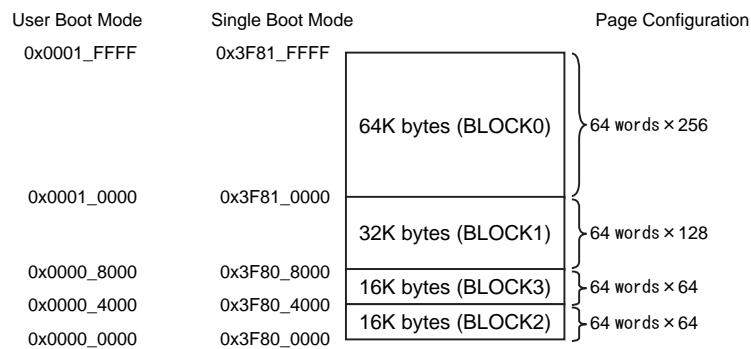 User Boot Mode Single Boot Mode Page Configuration
0x0001_FFFF 0x3F81_FFFF
64K bytes (BLOCK0) 64 words×256
0x0001_0000 0x3F81_0000
32K bytes (BLOCK1) 64 words×128
0x0000_8000 0x3F80_8000
16K bytes (BLOCK3) 64 words×64
0x0000_4000 0x3F80_4000
16K bytes (BLOCK2) 64 words×64
0x0000_0000 0x3F80_0000